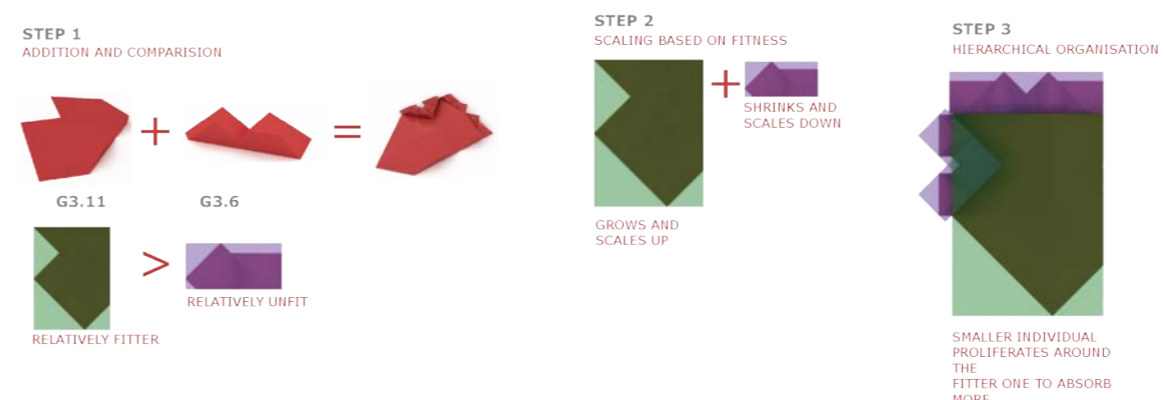 STEP 1
ADDITION AND COMPARISION
+
=
G3.11
G3.6
>
RELATIVELY UNFIT
RELATIVELY FITTER
STEP 2
SCALING BASED ON FITNESS
+
SHRINKS AND
SCALES DOWN
GROWS AND
SCALES UP
STEP 3
HIERARCHICAL ORGANISATION
SMALLER INDIVIDUAL
PROLIFERATES AROUND
THE
FITTER ONE TO ABSORB
MORE